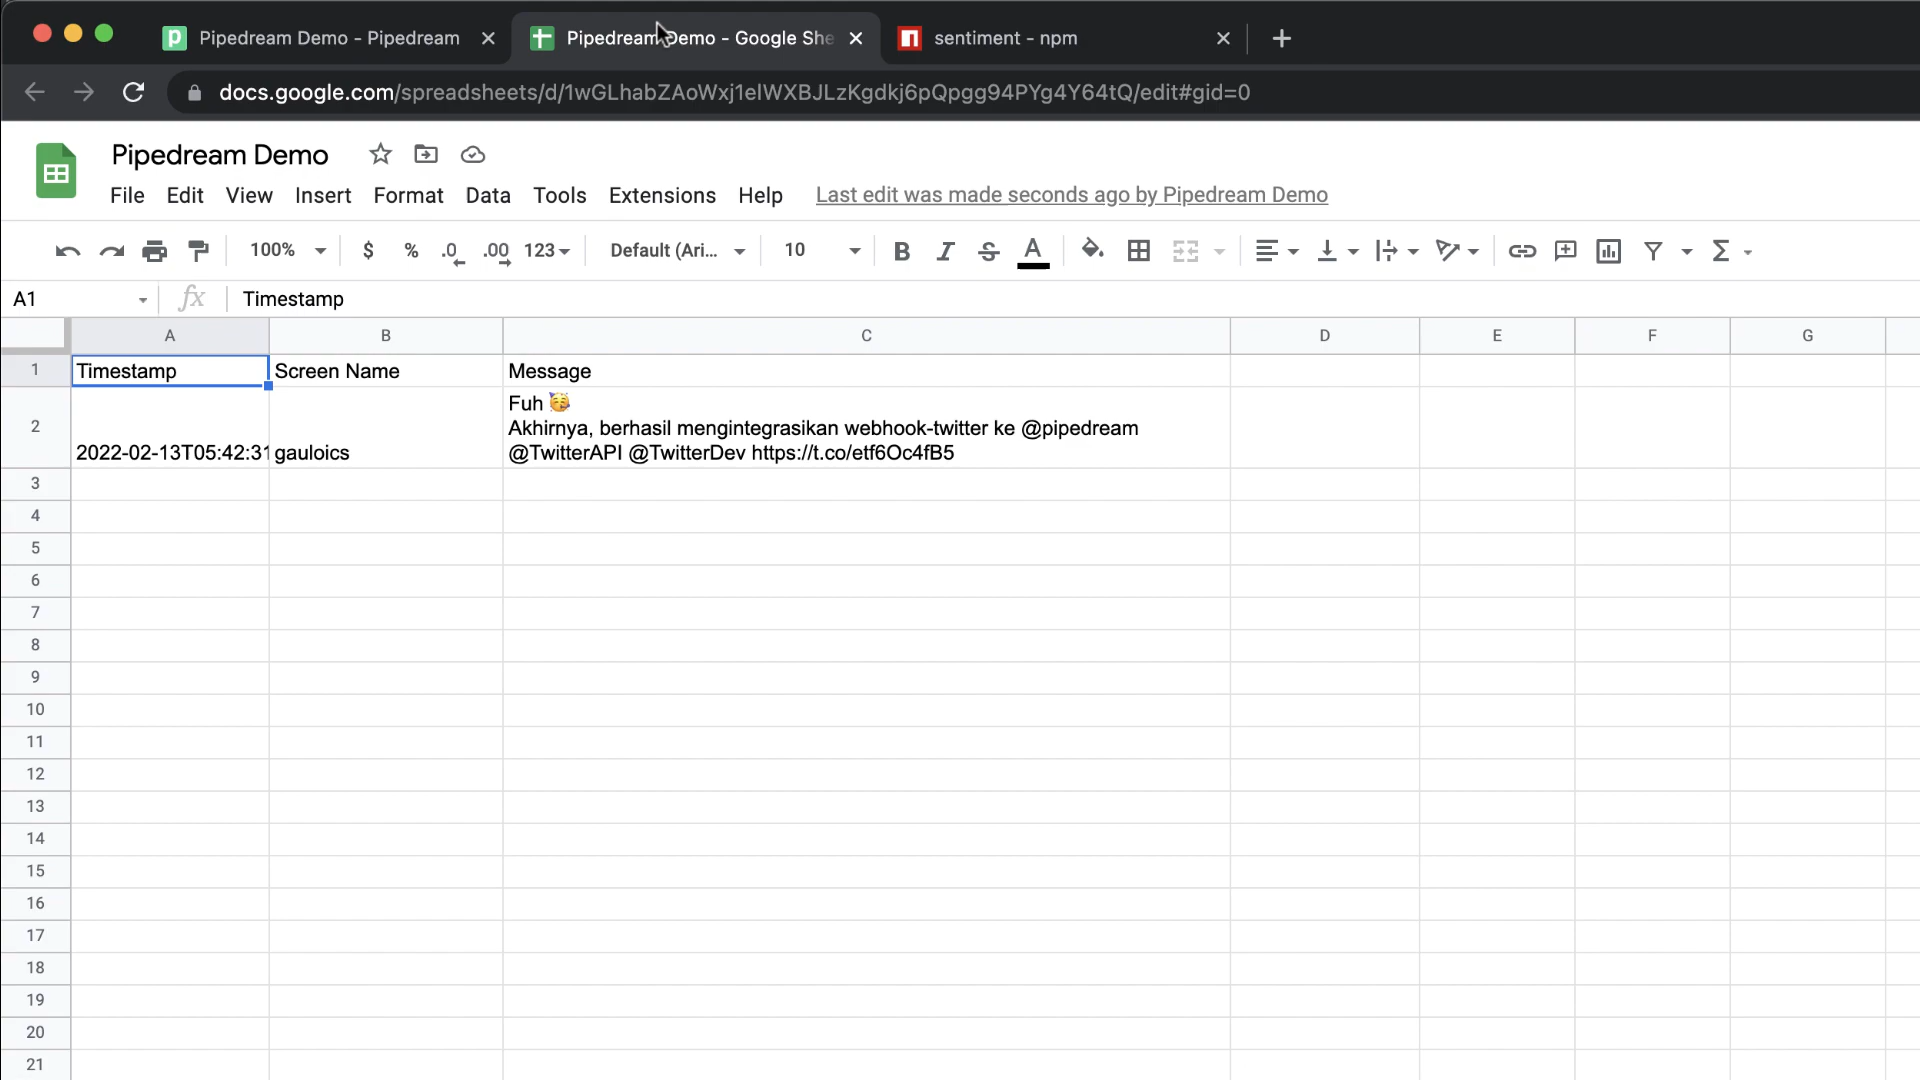 Pipedream Demo - Pipedream
Pipedream Demo - Google She
sentiment - npm
docs.google.com/spreadsheets/d/1wGLhabZAoWxj1elWXBJLzKgdkj6pQpgg94PYg4Y64tQ/edit#gid=0
Pipedream Demo
File Edit View Insert Format Data Tools Extensions Help Last edit was made seconds ago by Pipedream Demo
100% $ % .0 .00 123 Default (Ari... 10 B I S A Σ
A1 fx Timestamp
A B C D E F G
1 Timestamp Screen Name Message
Fuh 🥳
2 Akhirnya, berhasil mengintegrasikan webhook-twitter ke @pipedream
2022-02-13T05:42:31 gauloics @TwitterAPI @TwitterDev https://t.co/etf6Oc4fB5
3
4
5
6
7
8
9
10
11
12
13
14
15
16
17
18
19
20
21